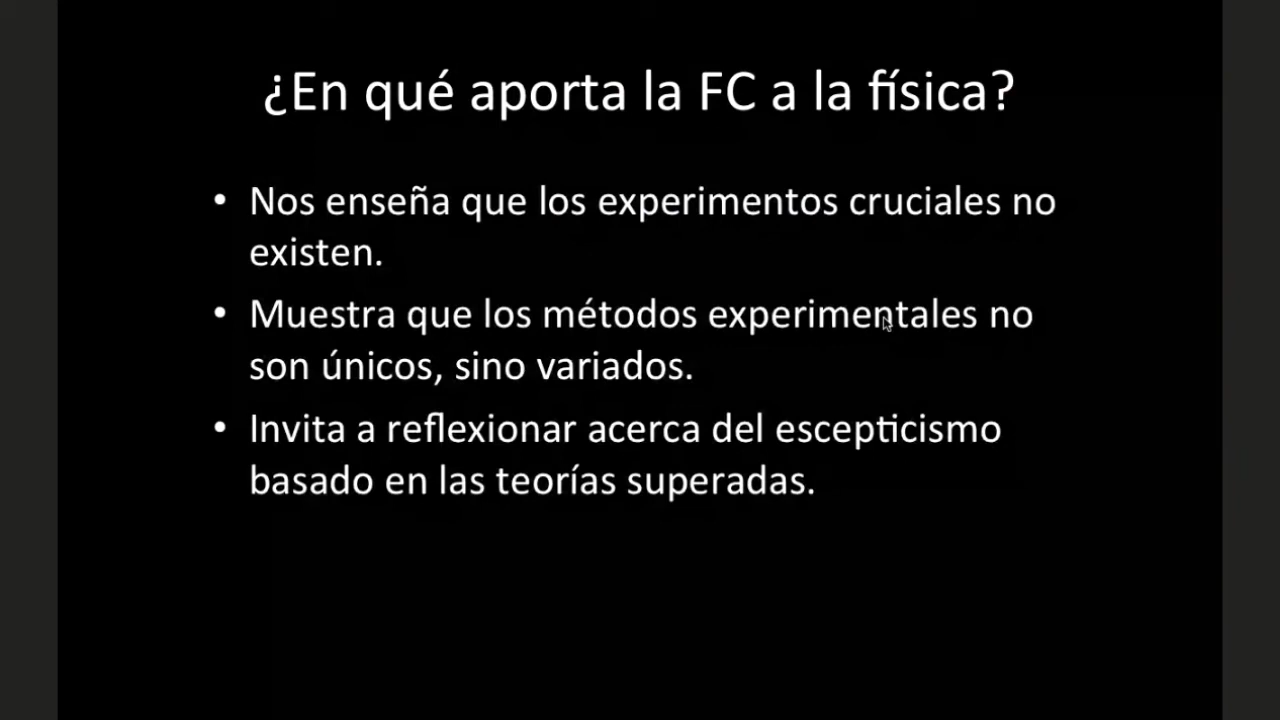 ¿En qué aporta la FC a la física?
• Nos enseña que los experimentos cruciales no
existen.
• Muestra que los métodos experimentales no
son únicos, sino variados.
• Invita a reflexionar acerca del escepticismo
basado en las teorías superadas.